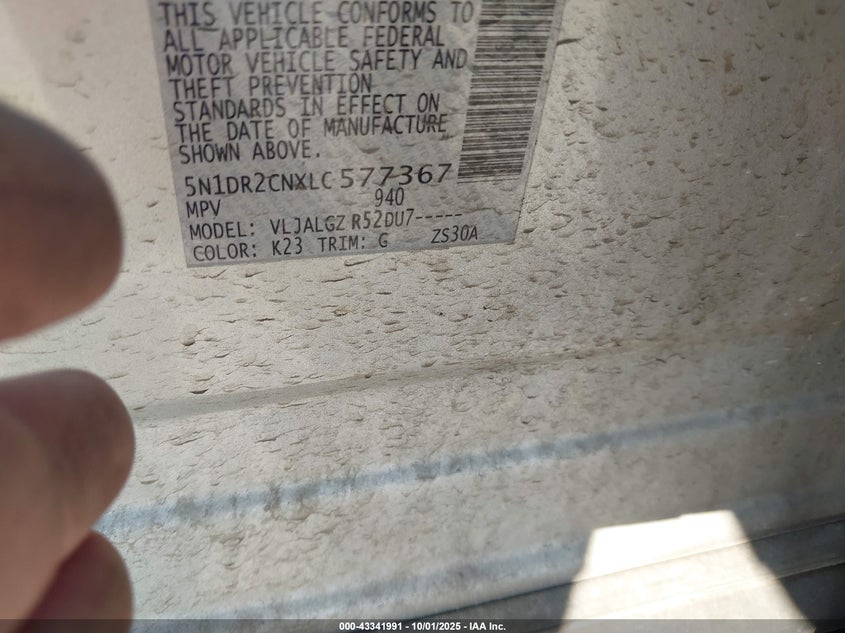 THIS VEHICLE CONFORMS TO
ALL APPLICABLE FEDERAL
MOTOR VEHICLE SAFETY AND
THEFT PREVENTION
STANDARDS IN EFFECT ON
THE DATE OF MANUFACTURE
SHOWN ABOVE.
5N1DR2CNXLC577367
MPV 940
MODEL: VLJALGZ R52DU7-----
COLOR: K23 TRIM: G ZS30A
000-43341991 - 10/01/2025 - IAA Inc.